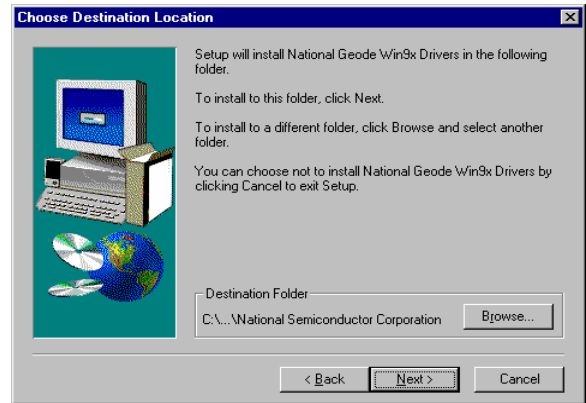 Choose Destination Location
Setup will install National Geode Win9x Drivers in the following
folder.
To install to this folder, click Next.
To install to a different folder, click Browse and select another
folder.
You can choose not to install National Geode Win9x Drivers by
clicking Cancel to exit Setup.
Destination Folder
C:\...\National Semiconductor Corporation
Browse...
< Back
Next >
Cancel